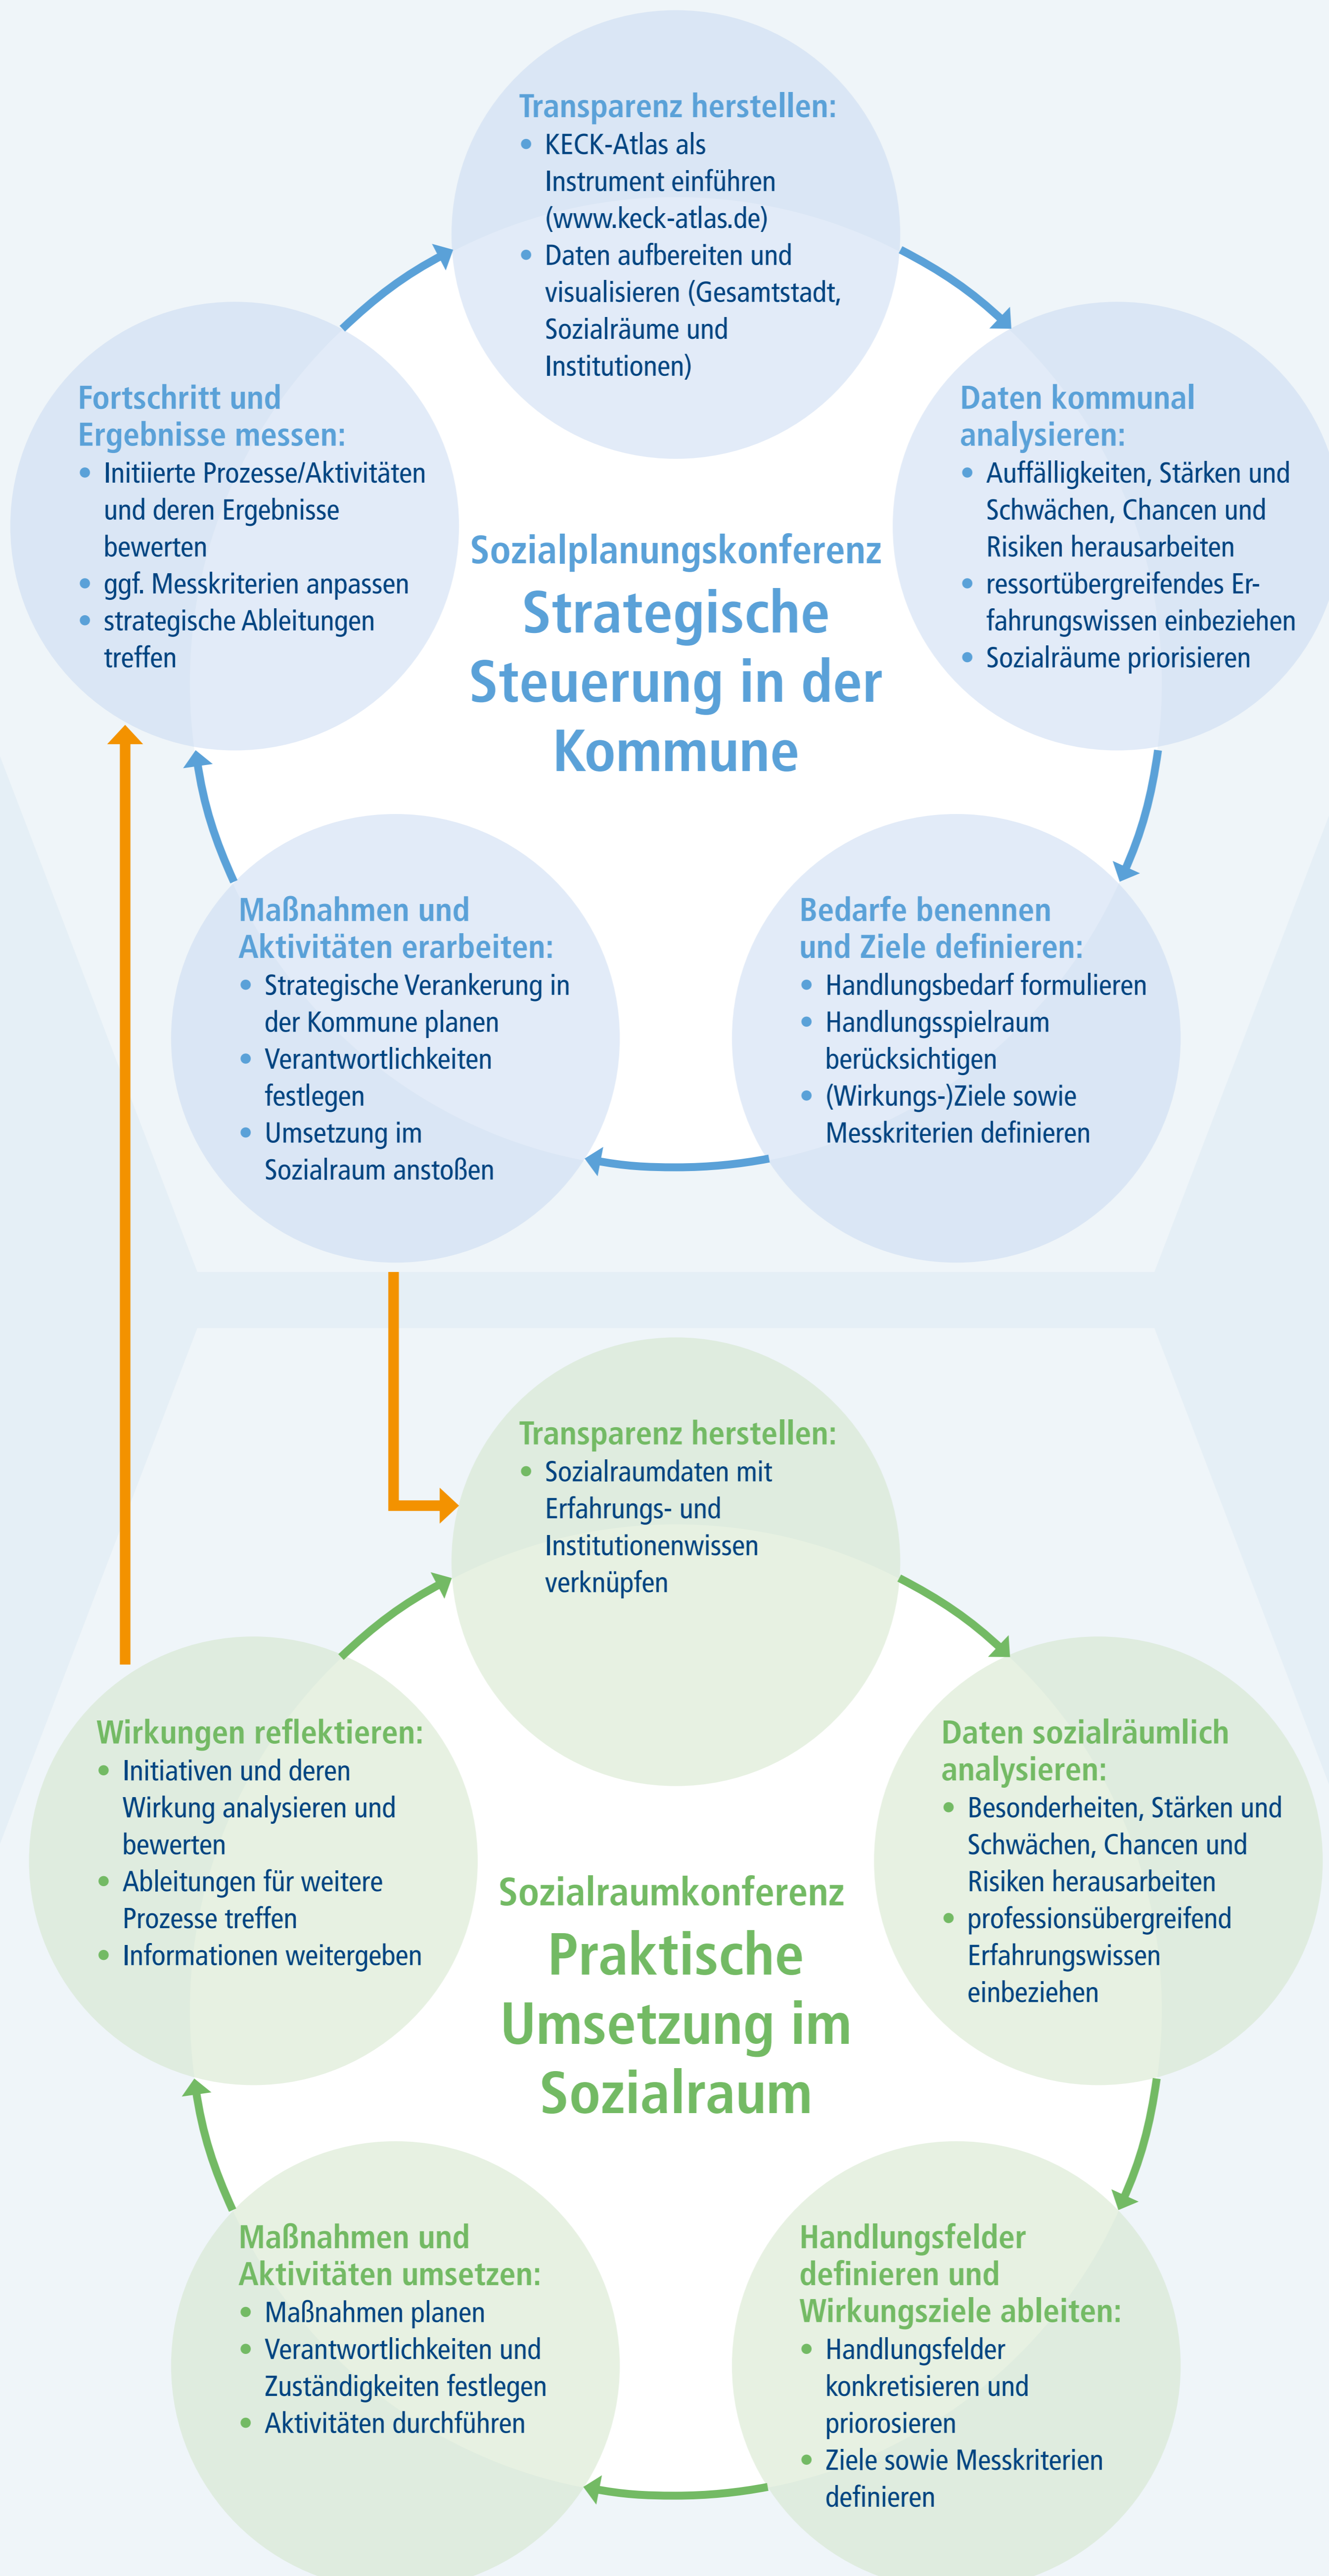 Transparenz herstellen:
• KECK-Atlas als
Instrument einführen
(www.keck-atlas.de)
• Daten aufbereiten und
visualisieren (Gesamtstadt,
Sozialräume und
Institutionen)
Fortschritt und
Ergebnisse messen:
• Initiierte Prozesse/Aktivitäten
und deren Ergebnisse
bewerten
• ggf. Messkriterien anpassen
• strategische Ableitungen
treffen
Daten kommunal
analysieren:
• Auffälligkeiten, Stärken und
Schwächen, Chancen und
Risiken herausarbeiten
• ressortübergreifendes Er-
fahrungswissen einbeziehen
• Sozialräume priorisieren
Sozialplanungskonferenz
Strategische
Steuerung in der
Kommune
Maßnahmen und
Aktivitäten erarbeiten:
• Strategische Verankerung in
der Kommune planen
• Verantwortlichkeiten
festlegen
• Umsetzung im
Sozialraum anstoßen
Bedarfe benennen
und Ziele definieren:
• Handlungsbedarf formulieren
• Handlungsspielraum
berücksichtigen
• (Wirkungs-)Ziele sowie
Messkriterien definieren
Transparenz herstellen:
• Sozialraumdaten mit
Erfahrungs- und
Institutionenwissen
verknüpfen
Wirkungen reflektieren:
• Initiativen und deren
Wirkung analysieren und
bewerten
• Ableitungen für weitere
Prozesse treffen
• Informationen weitergeben
Daten sozialräumlich
analysieren:
• Besonderheiten, Stärken und
Schwächen, Chancen und
Risiken herausarbeiten
• professionsübergreifend
Erfahrungswissen
einbeziehen
Sozialraumkonferenz
Praktische
Umsetzung im
Sozialraum
Maßnahmen und
Aktivitäten umsetzen:
• Maßnahmen planen
• Verantwortlichkeiten und
Zuständigkeiten festlegen
• Aktivitäten durchführen
Handlungsfelder
definieren und
Wirkungsziele ableiten:
• Handlungsfelder
konkretisieren und
priorosieren
• Ziele sowie Messkriterien
definieren